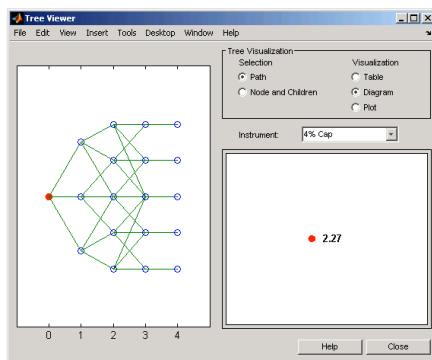 Tree Viewer
File Edit View Insert Tools Desktop Window Help
Tree Visualization
Selection Visualization
Path Table
Node and Children Diagram
Plot
Instrument: 4% Cap
2.27
0 1 2 3 4
Help Close